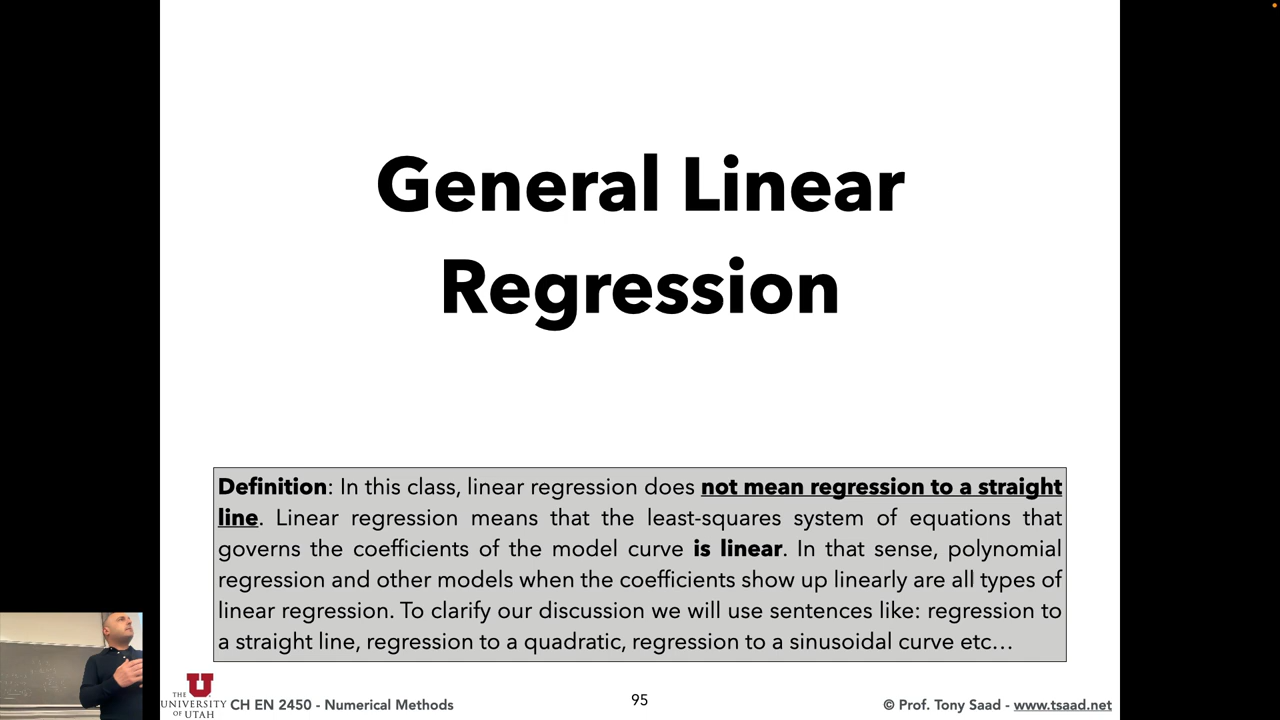 General Linear
Regression
Definition: In this class, linear regression does not mean regression to a straight
line. Linear regression means that the least-squares system of equations that
governs the coefficients of the model curve is linear. In that sense, polynomial
regression and other models when the coefficients show up linearly are all types of
linear regression. To clarify our discussion we will use sentences like: regression to
a straight line, regression to a quadratic, regression to a sinusoidal curve etc…
U
THE
UNIVERSITY
OF UTAH
CH EN 2450 - Numerical Methods
95
© Prof. Tony Saad - www.tsaad.net